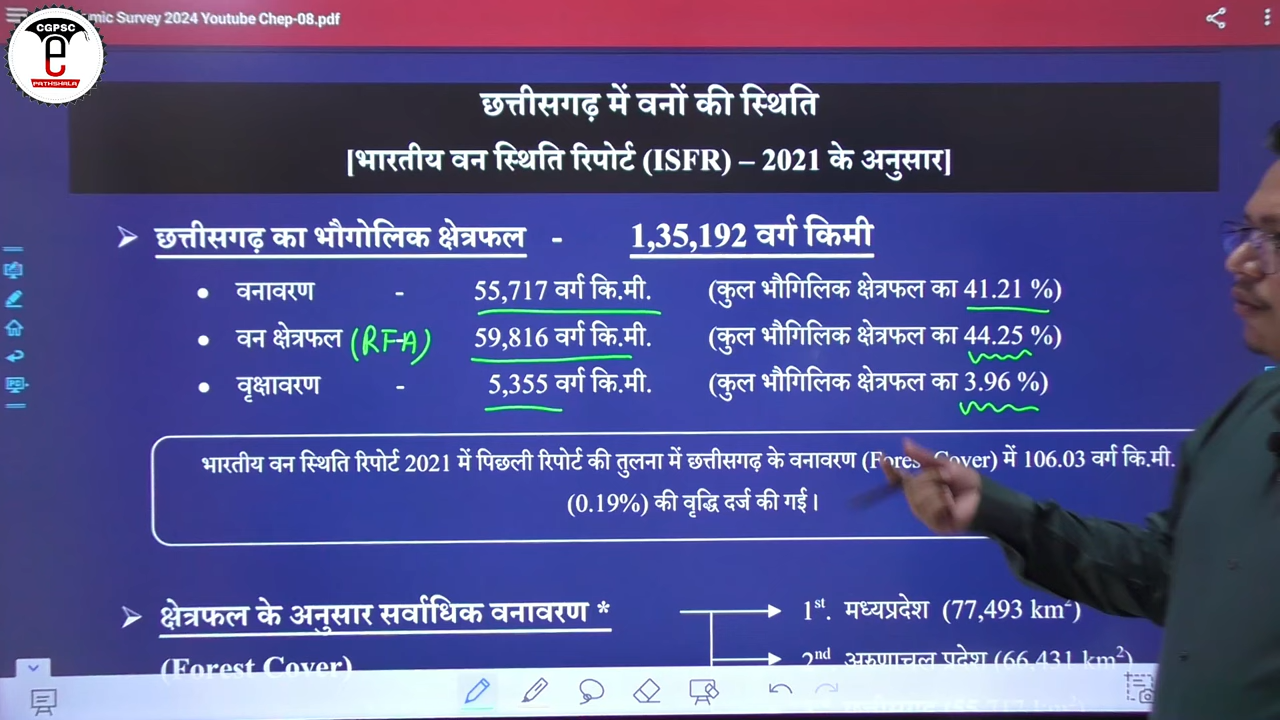 CGPSC
e
PATHSHALA
mic Survey 2024 Youtube Chep-08.pdf
छत्तीसगढ़ में वनों की स्थिति
[भारतीय वन स्थिति रिपोर्ट (ISFR) – 2021 के अनुसार]
➢ छत्तीसगढ़ का भौगोलिक क्षेत्रफल - 1,35,192 वर्ग किमी
• वनावरण - 55,717 वर्ग कि.मी. (कुल भौगिलिक क्षेत्रफल का 41.21 %)
• वन क्षेत्रफल (RFA) - 59,816 वर्ग कि.मी. (कुल भौगिलिक क्षेत्रफल का 44.25 %)
• वृक्षावरण - 5,355 वर्ग कि.मी. (कुल भौगिलिक क्षेत्रफल का 3.96 %)
भारतीय वन स्थिति रिपोर्ट 2021 में पिछली रिपोर्ट की तुलना में छत्तीसगढ़ के वनावरण (Forest Cover) में 106.03 वर्ग कि.मी.
(0.19%) की वृद्धि दर्ज की गई।
➢ क्षेत्रफल के अनुसार सर्वाधिक वनावरण * 1st. मध्यप्रदेश (77,493 km2)
(Forest Cover) 2nd अरुणाचल प्रदेश (66,431 km2)